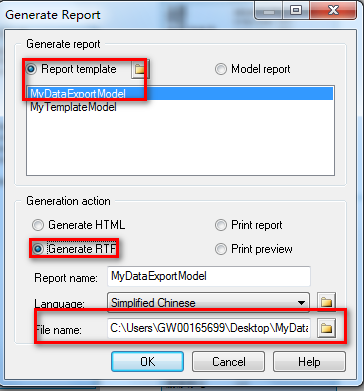 Generate Report
Generate report
Report template
Model report
MyDataExportModel
MyTemplateModel
Generation action
Generate HTML
Print report
Generate RTF
Print preview
Report name: MyDataExportModel
Language: Simplified Chinese
File name: C:\Users\GW00165699\Desktop\MyData
OK Cancel Help